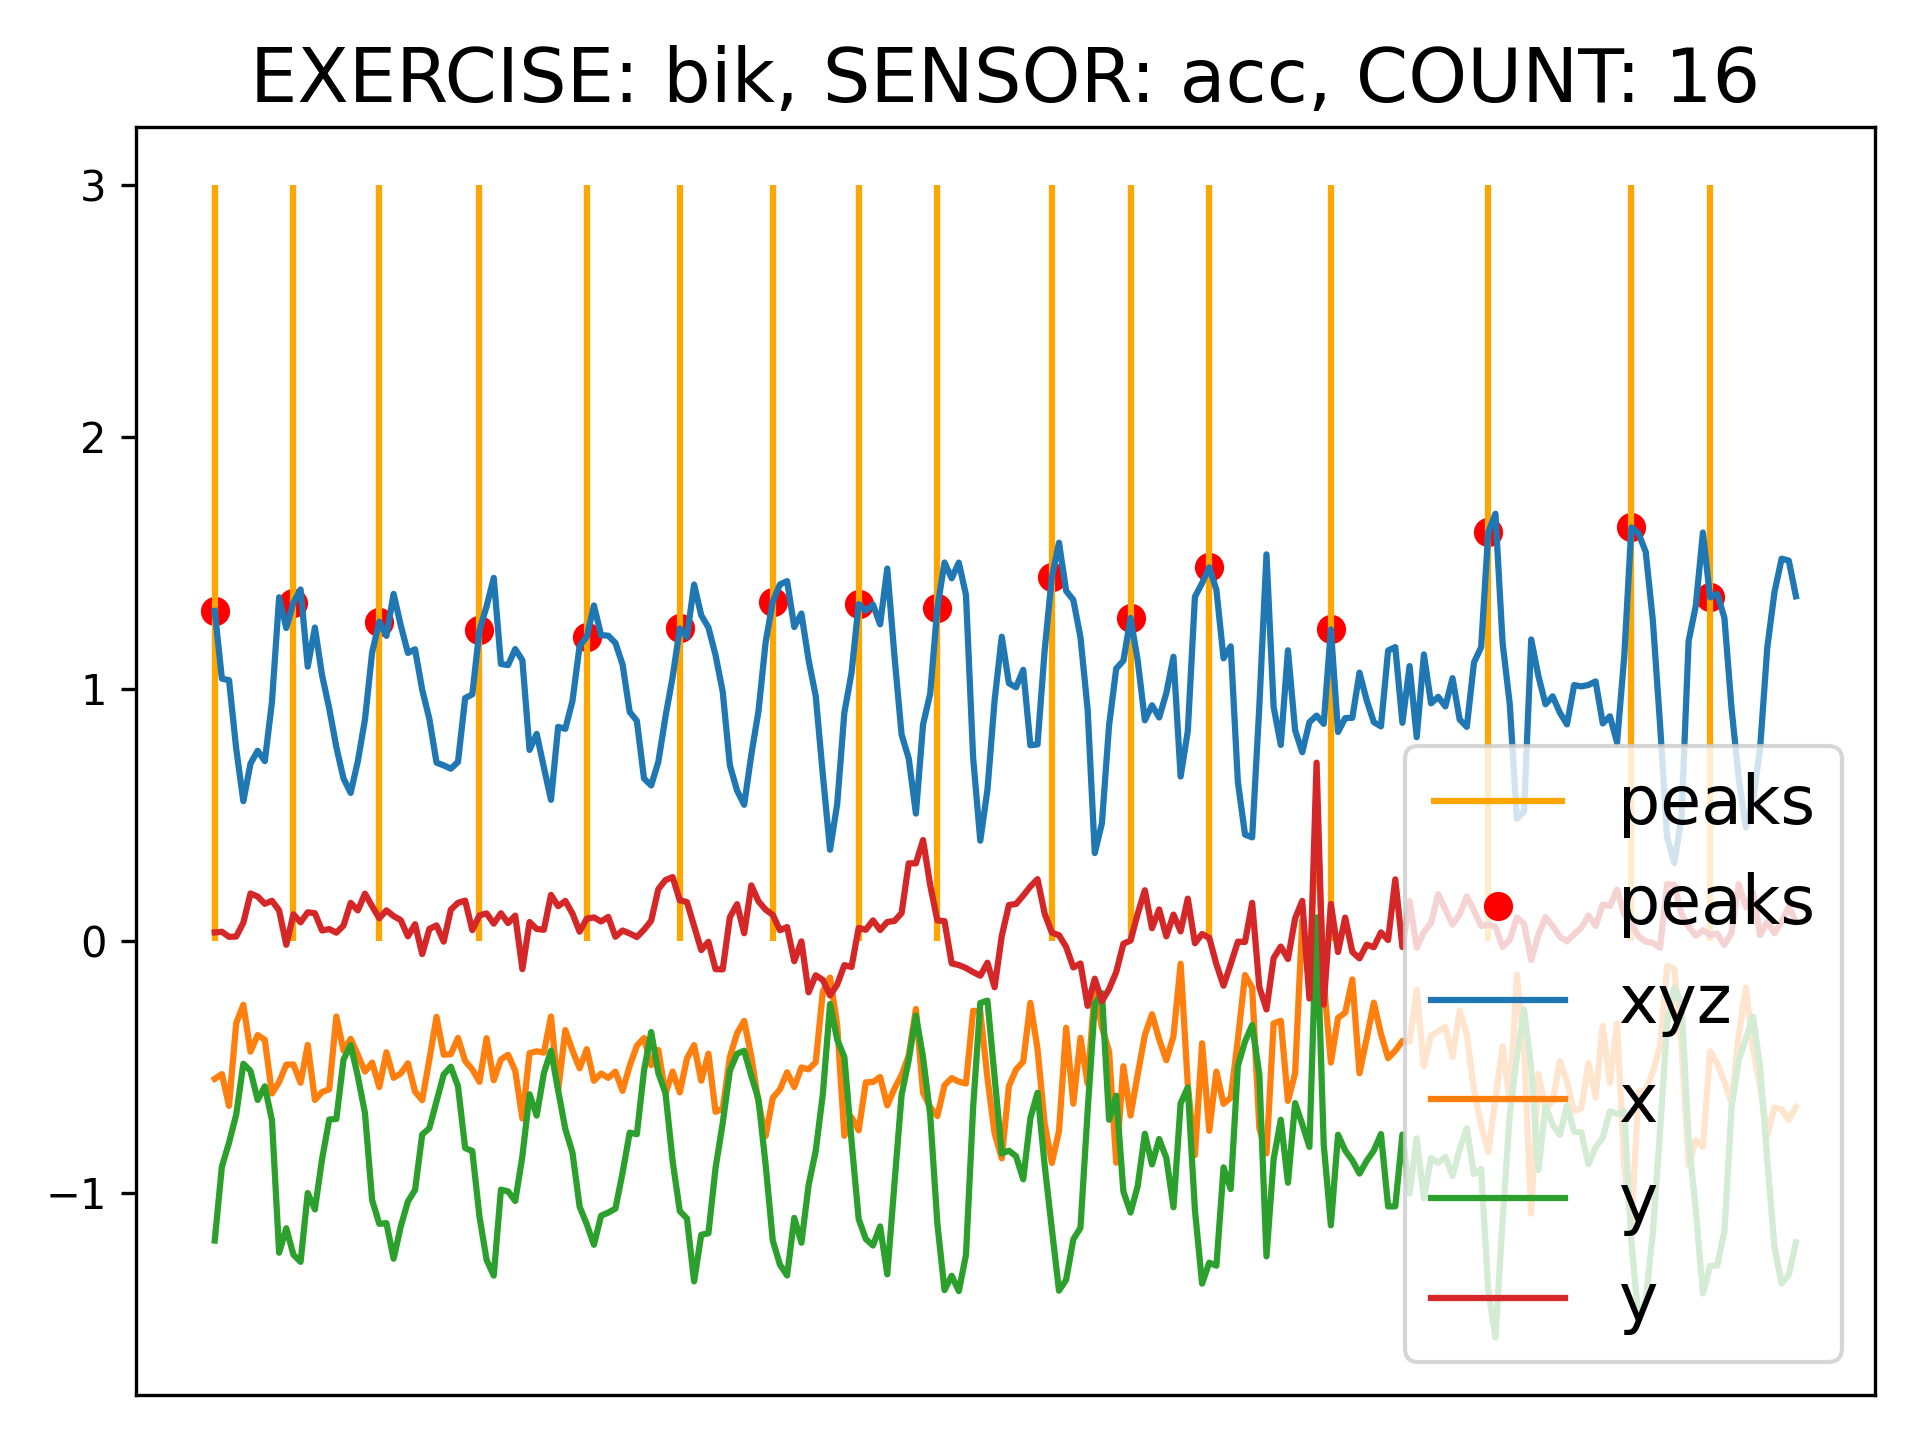 EXERCISE: bik, SENSOR: acc, COUNT: 16
3
2
1
0
−1
peaks
peaks
xyz
x
y
y